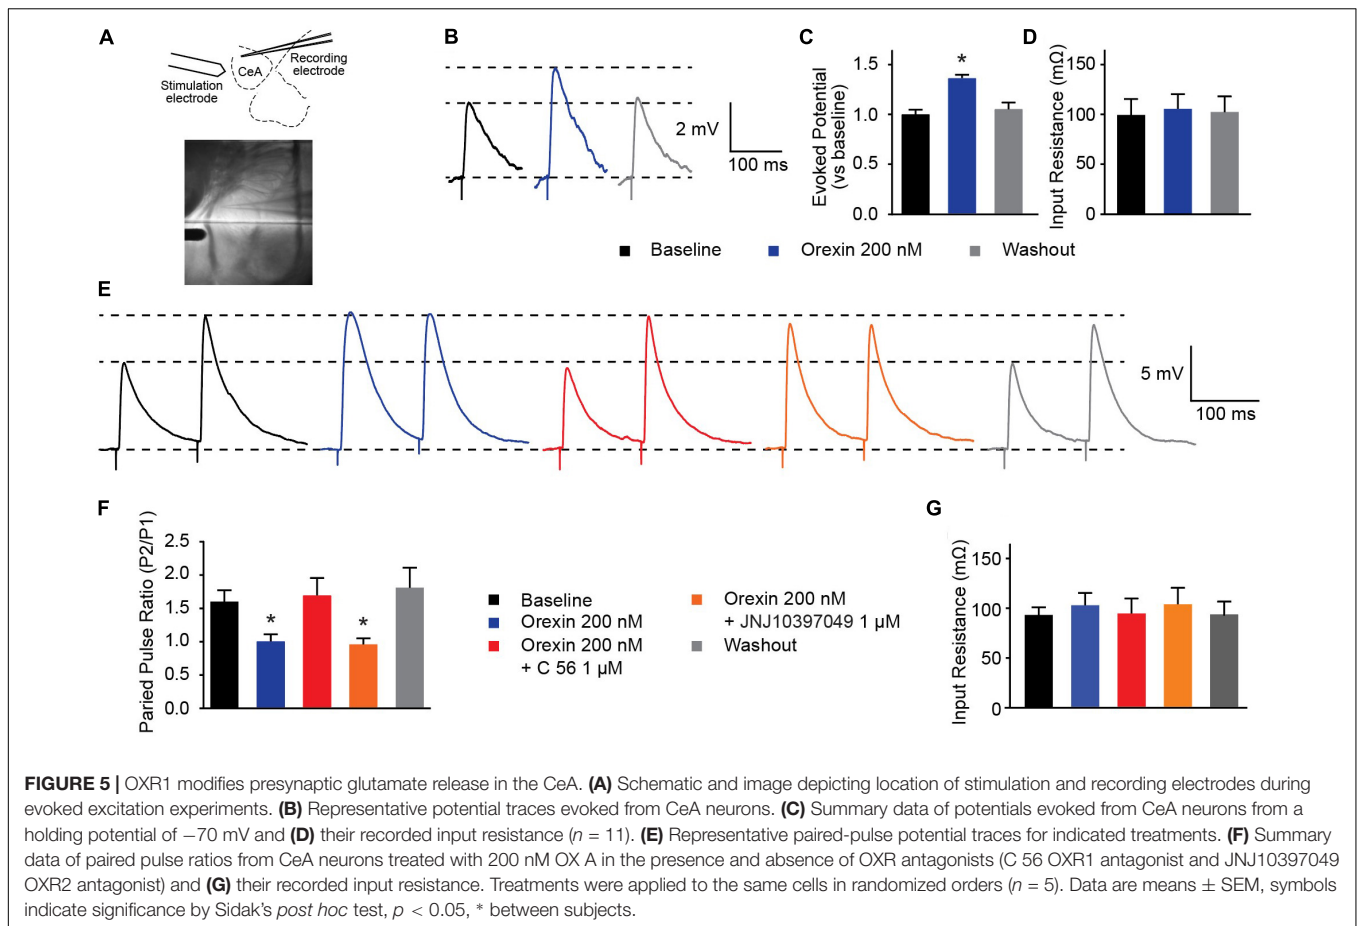 A
Stimulation
electrode
CeA
Recording
electrode
B
2 mV
100 ms
C
Evoked Potential
(vs baseline)
1.5
1.0
0.5
0.0
*
D
Input Resistance (mΩ)
150
100
50
0
Baseline
Orexin 200 nM
Washout
E
5 mV
100 ms
F
Paried Pulse Ratio (P2/P1)
2.5
2.0
1.5
1.0
0.5
0.0
*
*
Baseline
Orexin 200 nM
Orexin 200 nM
+ C 56 1 µM
Orexin 200 nM
+ JNJ10397049 1 µM
Washout
G
Input Resistance (mΩ)
150
100
50
0
FIGURE 5 | OXR1 modifies presynaptic glutamate release in the CeA. (A) Schematic and image depicting location of stimulation and recording electrodes during
evoked excitation experiments. (B) Representative potential traces evoked from CeA neurons. (C) Summary data of potentials evoked from CeA neurons from a
holding potential of −70 mV and (D) their recorded input resistance (n = 11). (E) Representative paired-pulse potential traces for indicated treatments. (F) Summary
data of paired pulse ratios from CeA neurons treated with 200 nM OX A in the presence and absence of OXR antagonists (C 56 OXR1 antagonist and JNJ10397049
OXR2 antagonist) and (G) their recorded input resistance. Treatments were applied to the same cells in randomized orders (n = 5). Data are means ± SEM, symbols
indicate significance by Sidak's post hoc test, p < 0.05, * between subjects.